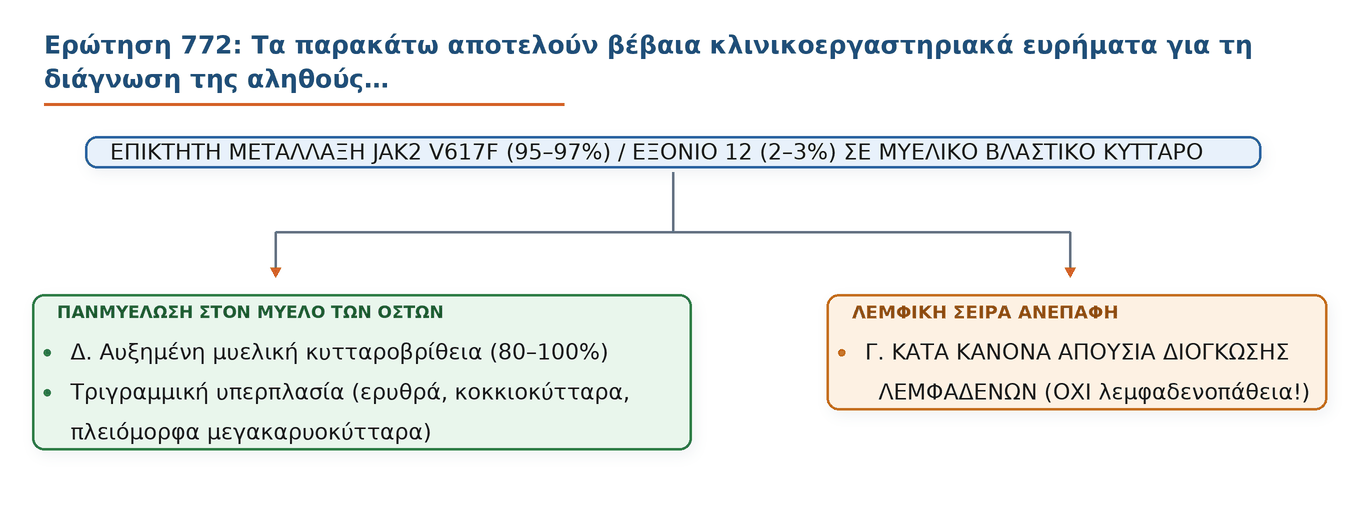 Ερώτηση 772: Τα παρακάτω αποτελούν βέβαια κλινικοεργαστηριακά ευρήματα για τη
διάγνωση της αληθούς…
ΕΠΙΚΤΗΤΗ ΜΕΤΑΛΛΑΞΗ JAK2 V617F (95–97%) / ΕΞΟΝΙΟ 12 (2–3%) ΣΕ ΜΥΕΛΙΚΟ ΒΛΑΣΤΙΚΟ ΚΥΤΤΑΡΟ
ΠΑΝΜΥΕΛΩΣΗ ΣΤΟΝ ΜΥΕΛΟ ΤΩΝ ΟΣΤΩΝ
• Δ. Αυξημένη μυελική κυτταροβρίθεια (80–100%)
• Τριγραμμική υπερπλασία (ερυθρά, κοκκιοκύτταρα,
πλειόμορφα μεγακαρυοκύτταρα)
ΛΕΜΦΙΚΗ ΣΕΙΡΑ ΑΝΕΠΑΦΗ
• Γ. ΚΑΤΑ ΚΑΝΟΝΑ ΑΠΟΥΣΙΑ ΔΙΟΓΚΩΣΗΣ
ΛΕΜΦΑΔΕΝΩΝ (ΟΧΙ λεμφαδενοπάθεια!)